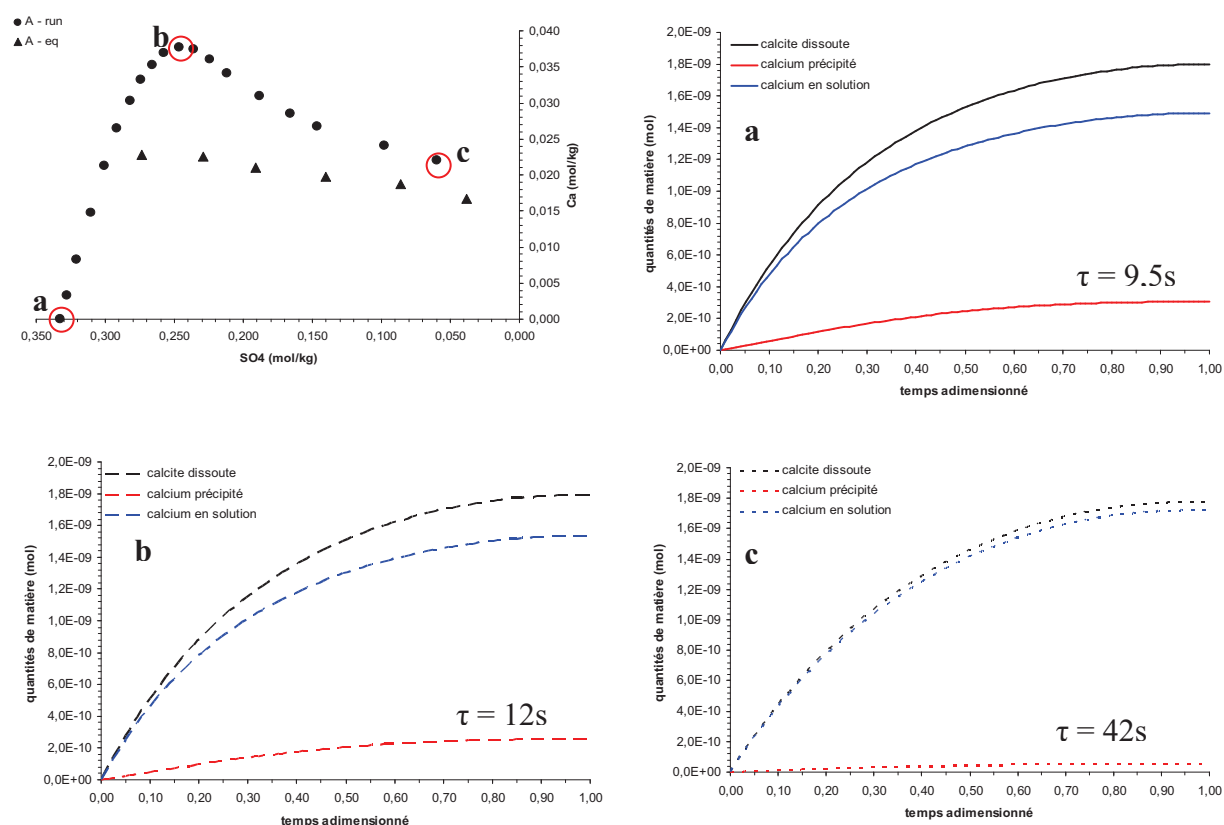 A - run
A - eq
b
c
a
0,040
0,035
0,030
0,025
0,020
0,015
0,010
0,005
0,000
Ca (mol/kg)
0,350 0,300 0,250 0,200 0,150 0,100 0,050 0,000
SO4 (mol/kg)
2,0E-09
1,8E-09
1,6E-09
1,4E-09
1,2E-09
1,0E-09
8,0E-10
6,0E-10
4,0E-10
2,0E-10
0,0E+00
quantités de matière (mol)
calcite dissoute
calcium précipité
calcium en solution
a
τ = 9.5s
0,00 0,10 0,20 0,30 0,40 0,50 0,60 0,70 0,80 0,90 1,00
temps adimensionné
2,0E-09
1,8E-09
1,6E-09
1,4E-09
1,2E-09
1,0E-09
8,0E-10
6,0E-10
4,0E-10
2,0E-10
0,0E+00
quantités de matière (mol)
calcite dissoute
calcium précipité
calcium en solution
b
τ = 12s
0,00 0,10 0,20 0,30 0,40 0,50 0,60 0,70 0,80 0,90 1,00
temps adimensionné
2,0E-09
1,8E-09
1,6E-09
1,4E-09
1,2E-09
1,0E-09
8,0E-10
6,0E-10
4,0E-10
2,0E-10
0,0E+00
quantités de matière (mol)
calcite dissoute
calcium précipité
calcium en solution
c
τ = 42s
0,00 0,10 0,20 0,30 0,40 0,50 0,60 0,70 0,80 0,90 1,00
temps adimensionné